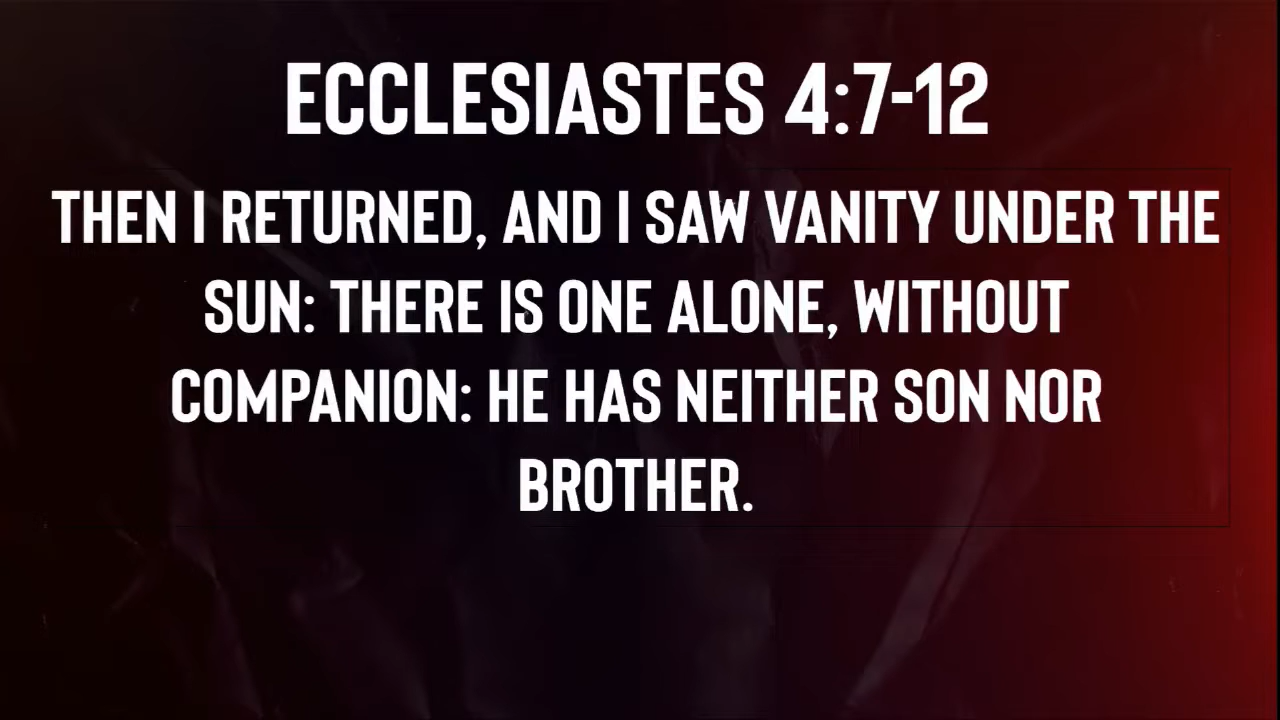 ECCLESIASTES 4:7-12
THEN I RETURNED, AND I SAW VANITY UNDER THE
SUN: THERE IS ONE ALONE, WITHOUT
COMPANION: HE HAS NEITHER SON NOR
BROTHER.